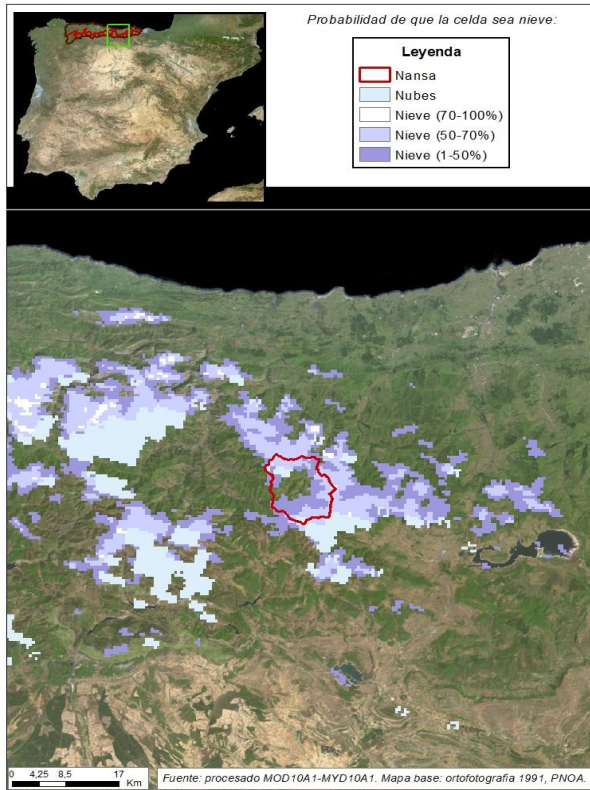 Probabilidad de que la celda sea nieve:
Leyenda
Nansa
Nubes
Nieve (70-100%)
Nieve (50-70%)
Nieve (1-50%)
0 4,25 8,5 17
Km
Fuente: procesado MOD10A1-MYD10A1. Mapa base: ortofotografia 1991, PNOA.